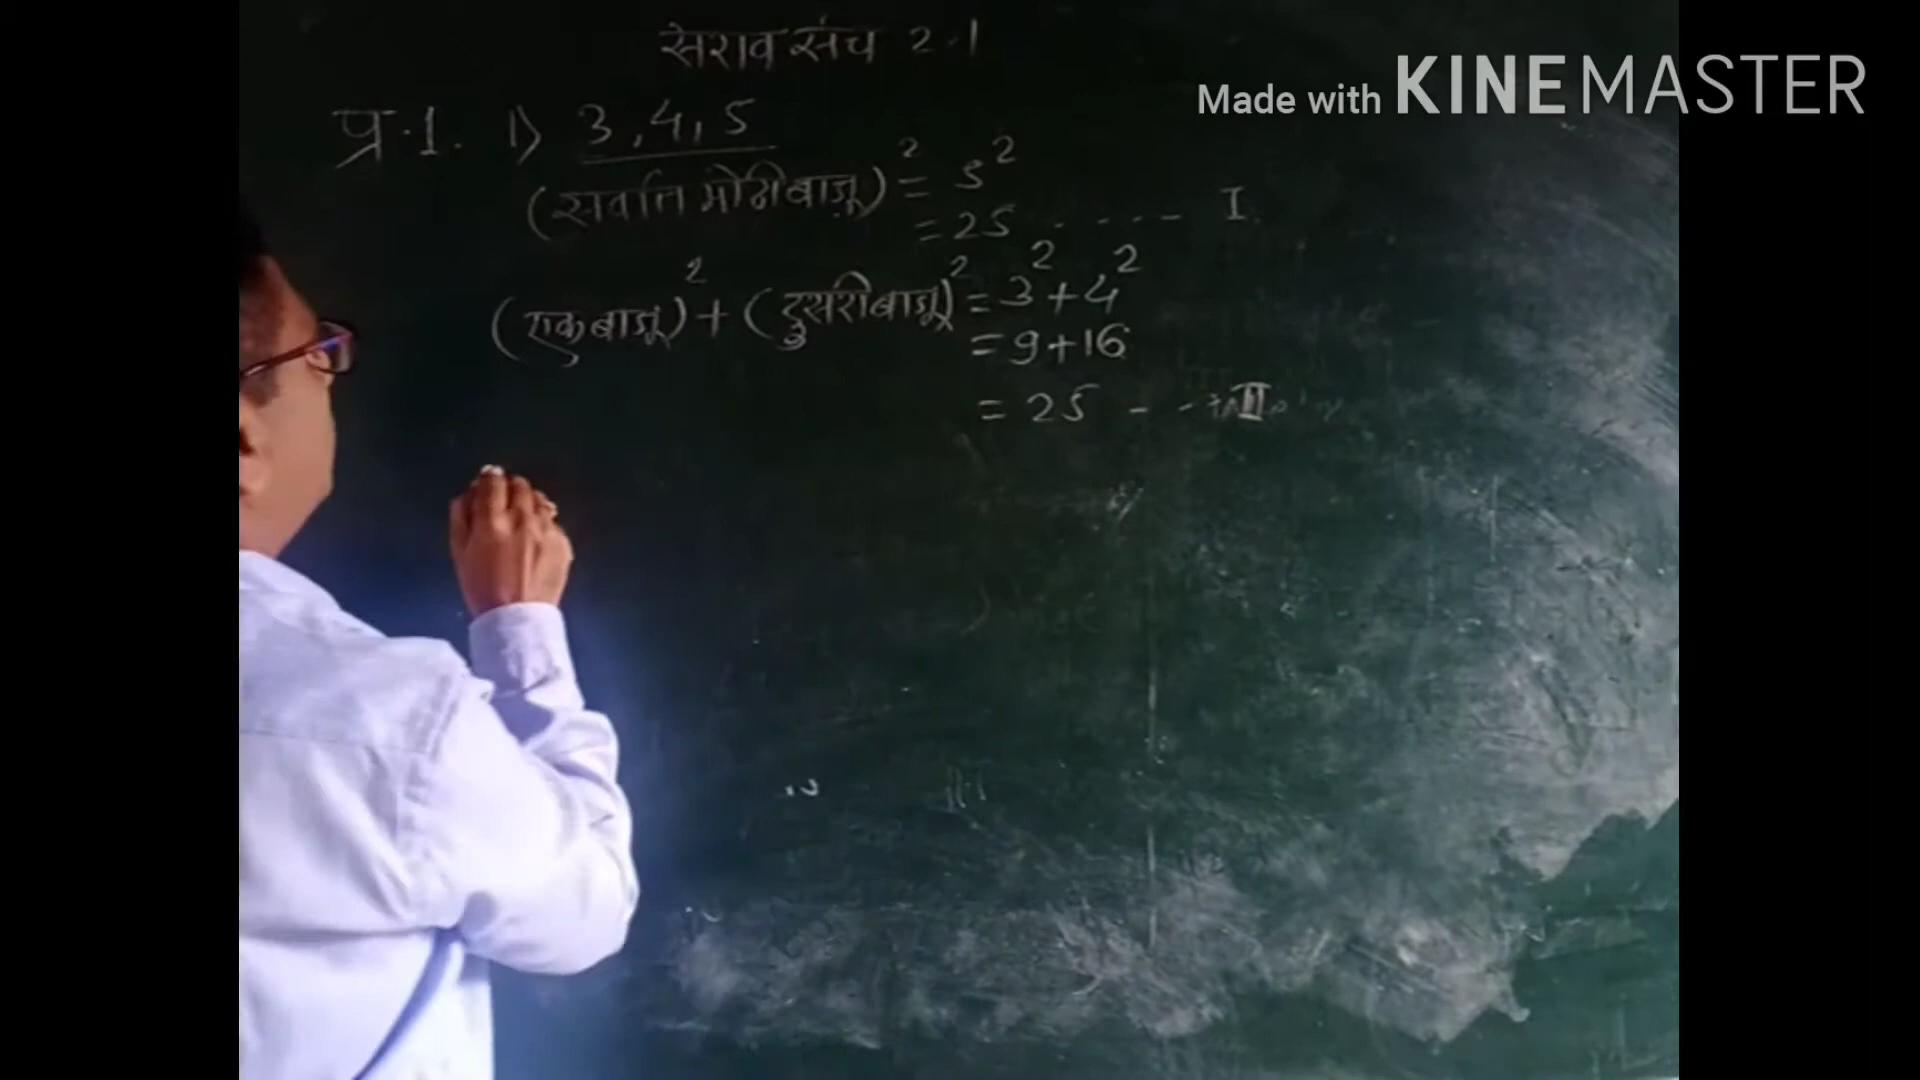 सराव संच 2.1
Made with KINEMASTER
प्र.1. 1) 3, 4, 5
(सर्वात मोठी बाजू)² = 5²
= 25 - - - - - I
(एक बाजू)² + (दुसरी बाजू)² = 3² + 4²
= 9 + 16
= 25 - - - II